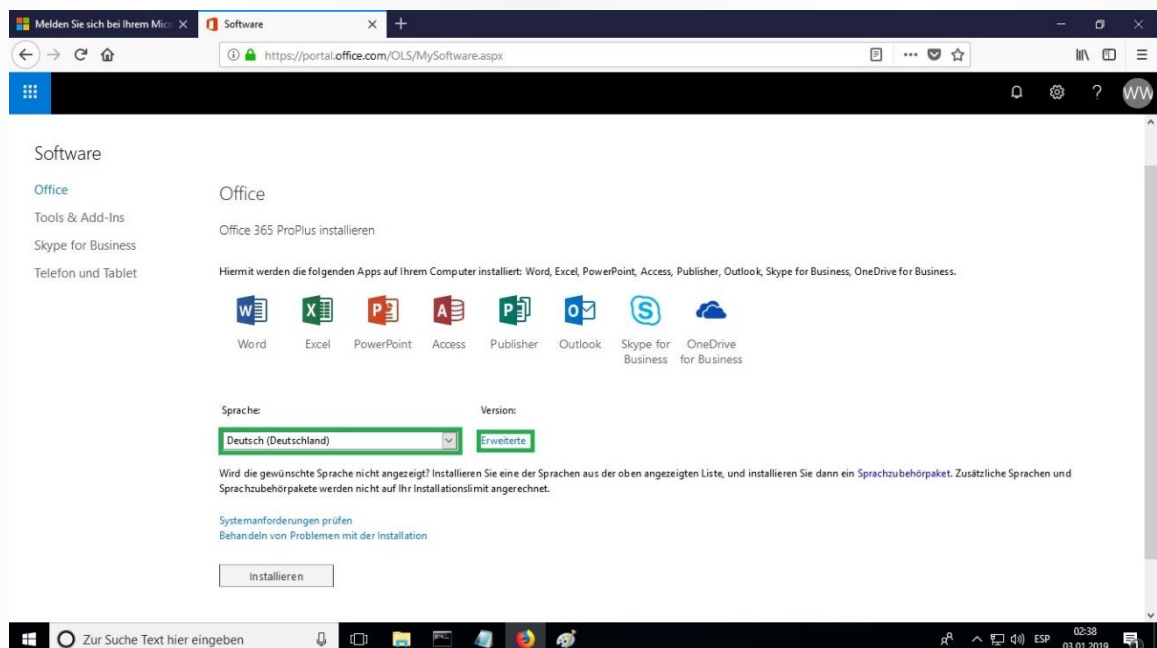 Melden Sie sich bei Ihrem Micr
Software
https://portal.office.com/OLS/MySoftware.aspx
WW
Software
Office
Tools & Add-Ins
Skype for Business
Telefon und Tablet
Office
Office 365 ProPlus installieren
Hiermit werden die folgenden Apps auf Ihrem Computer installiert: Word, Excel, PowerPoint, Access, Publisher, Outlook, Skype for Business, OneDrive for Business.
Word Excel PowerPoint Access Publisher Outlook Skype for Business OneDrive for Business
Sprache: Version:
Deutsch (Deutschland) Erweiterte
Wird die gewünschte Sprache nicht angezeigt? Installieren Sie eine der Sprachen aus der oben angezeigten Liste, und installieren Sie dann ein Sprachzubehörpaket. Zusätzliche Sprachen und
Sprachzubehörpakete werden nicht auf Ihr Installationslimit angerechnet.
Systemanforderungen prüfen
Behandeln von Problemen mit der Installation
Installieren
Zur Suche Text hier eingeben
ESP
02:38
03.01.2019